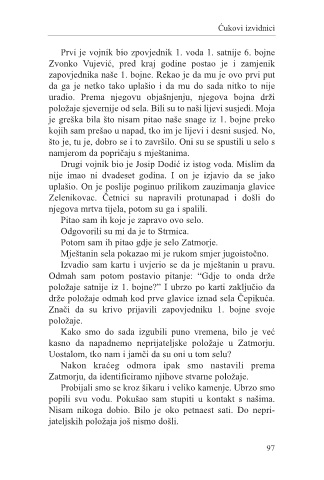 Ćukovi izvidnici
Prvi je vojnik bio zpovjednik 1. voda 1. satnije 6. bojne
Zvonko Vujević, pred kraj godine postao je i zamjenik
zapovjednika naše 1. bojne. Rekao je da mu je ovo prvi put
da ga je netko tako uplašio i da mu do sada nitko to nije
uradio. Prema njegovu objašnjenju, njegova bojna drži
položaje sjevernije od sela. Bili su to naši lijevi susjedi. Moja
je greška bila što nisam pitao naše snage iz 1. bojne preko
kojih sam prešao u napad, tko im je lijevi i desni susjed. No,
što je, tu je, dobro se i to završilo. Oni su se spustili u selo s
namjerom da popričaju s mještanima.
Drugi vojnik bio je Josip Dodić iz istog voda. Mislim da
nije imao ni dvadeset godina. I on je izjavio da se jako
uplašio. On je poslije poginuo prilikom zauzimanja glavice
Zelenikovac. Četnici su napravili protunapad i došli do
njegova mrtva tijela, potom su ga i spalili.
Pitao sam ih koje je zapravo ovo selo.
Odgovorili su mi da je to Strmica.
Potom sam ih pitao gdje je selo Zatmorje.
Mještanin sela pokazao mi je rukom smjer jugoistočno.
Izvadio sam kartu i uvjerio se da je mještanin u pravu.
Odmah sam potom postavio pitanje: “Gdje to onda drže
položaje satnije iz 1. bojne?” I ubrzo po karti zaključio da
drže položaje odmah kod prve glavice iznad sela Čepikuća.
Znači da su krivo prijavili zapovjedniku 1. bojne svoje
položaje.
Kako smo do sada izgubili puno vremena, bilo je već
kasno da napadnemo neprijateljske položaje u Zatmorju.
Uostalom, tko nam i jamči da su oni u tom selu?
Nakon kraćeg odmora ipak smo nastavili prema
Zatmorju, da identificiramo njihove stvarne položaje.
Probijali smo se kroz šikaru i veliko kamenje. Ubrzo smo
popili svu vodu. Pokušao sam stupiti u kontakt s našima.
Nisam nikoga dobio. Bilo je oko petnaest sati. Do nepri-
jateljskih položaja još nismo došli.
97